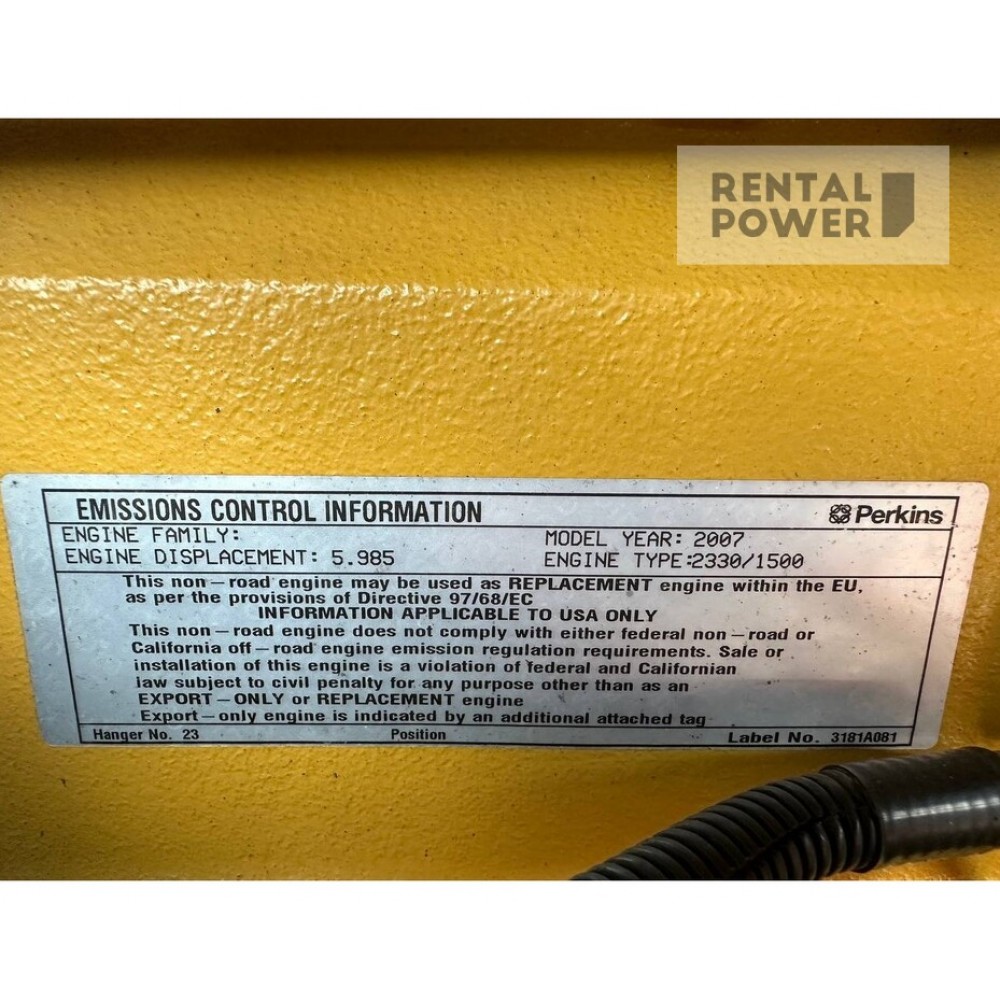 RENTAL
POWER
EMISSIONS CONTROL INFORMATION Perkins
ENGINE FAMILY: MODEL YEAR: 2007
ENGINE DISPLACEMENT: 5.985 ENGINE TYPE:2330/1500
This non-road engine may be used as REPLACEMENT engine within the EU,
as per the provisions of Directive 97/68/EC
INFORMATION APPLICABLE TO USA ONLY
This non-road engine does not comply with either federal non-road or
California off-road engine emission regulation requirements. Sale or
installation of this engine is a violation of federal and Californian
law subject to civil penalty for any purpose other than as an
EXPORT-ONLY or REPLACEMENT engine
Export-only engine is indicated by an additional attached tag
Hanger No. 23 Position Label No. 3181A081